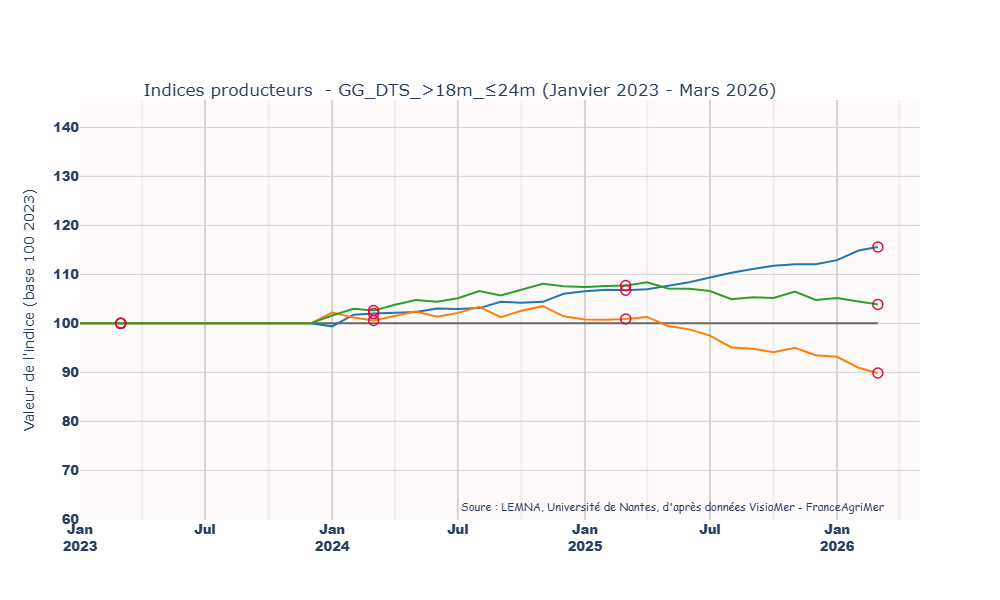 Indices producteurs - GG_DTS_>18m_≤24m (Janvier 2023 - Mars 2026)
Valeur de l'indice (base 100 2023)
140
130
120
110
100
90
80
70
60
Soure : LEMNA, Université de Nantes, d'après données VisioMer - FranceAgriMer
Jan Jul Jan Jul Jan Jul Jan
2023 2024 2025 2026